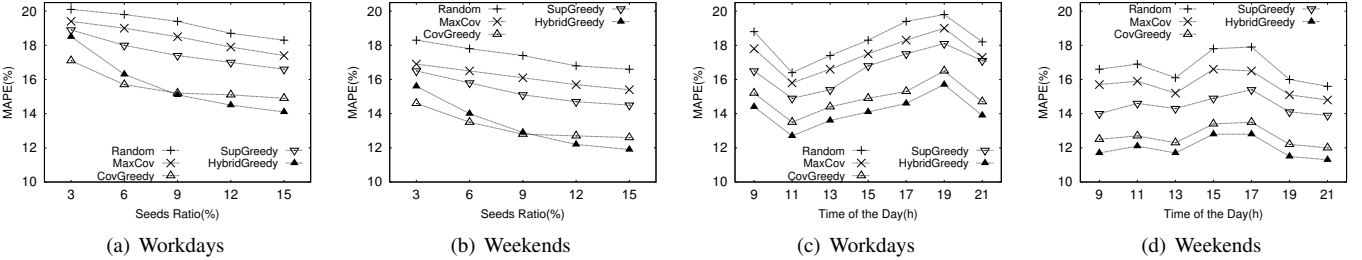 20
18
16
14
12
10
MAPE(%)
Random
MaxCov
CovGreedy
SupGreedy
HybridGreedy
3 6 9 12 15
Seeds Ratio(%)
(a) Workdays
20
18
16
14
12
10
MAPE(%)
Random
MaxCov
CovGreedy
SupGreedy
HybridGreedy
3 6 9 12 15
Seeds Ratio(%)
(b) Weekends
20
18
16
14
12
10
MAPE(%)
Random
MaxCov
CovGreedy
SupGreedy
HybridGreedy
9 11 13 15 17 19 21
Time of the Day(h)
(c) Workdays
20
18
16
14
12
10
MAPE(%)
Random
MaxCov
CovGreedy
SupGreedy
HybridGreedy
9 11 13 15 17 19 21
Time of the Day(h)
(d) Weekends